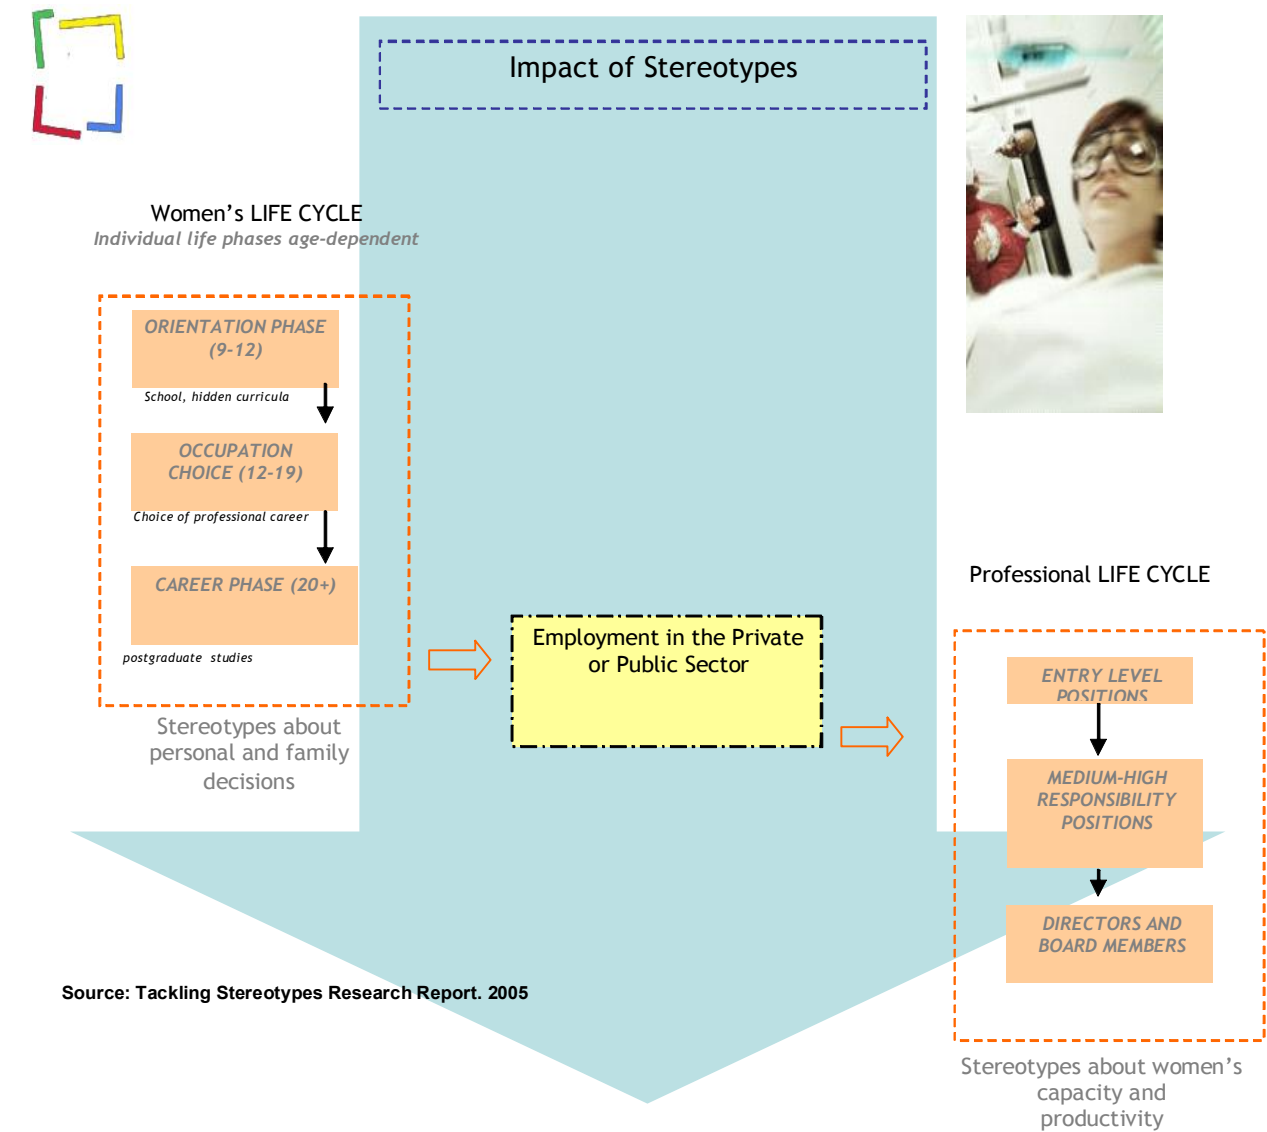 Impact of Stereotypes
Women’s LIFE CYCLE
Individual life phases age-dependent
ORIENTATION PHASE
(9-12)
School, hidden curricula
OCCUPATION
CHOICE (12-19)
Choice of professional career
CAREER PHASE (20+)
postgraduate studies
Stereotypes about
personal and family
decisions
Employment in the Private
or Public Sector
Professional LIFE CYCLE
ENTRY LEVEL
POSITIONS
MEDIUM-HIGH
RESPONSIBILITY
POSITIONS
DIRECTORS AND
BOARD MEMBERS
Stereotypes about women’s
capacity and
productivity
Source: Tackling Stereotypes Research Report. 2005